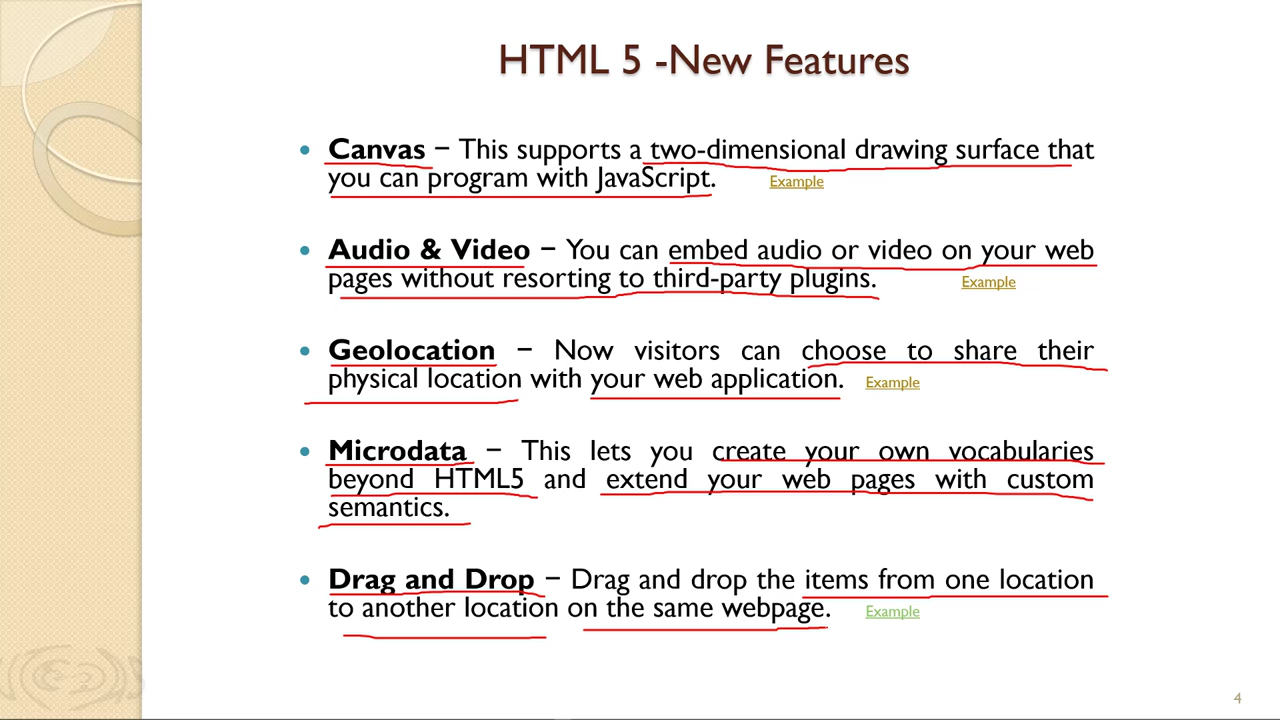 HTML 5 -New Features
• Canvas − This supports a two-dimensional drawing surface that
you can program with JavaScript. Example
• Audio & Video − You can embed audio or video on your web
pages without resorting to third-party plugins. Example
• Geolocation − Now visitors can choose to share their
physical location with your web application. Example
• Microdata − This lets you create your own vocabularies
beyond HTML5 and extend your web pages with custom
semantics.
• Drag and Drop − Drag and drop the items from one location
to another location on the same webpage. Example
4